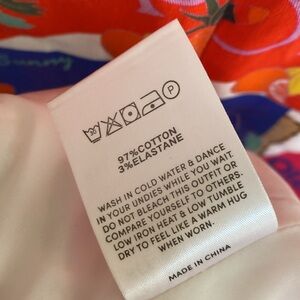 Sunny
P
97%COTTON
3%ELASTANE
WASH IN COLD WATER & DANCE
IN YOUR UNDIES WHILE YOU WAIT.
DO NOT BLEACH THIS OUTFIT OR
COMPARE YOURSELF TO OTHERS.
LOW IRON HEAT & LOW TUMBLE
DRY TO FEEL LIKE A WARM HUG
WHEN WORN.
MADE IN CHINA